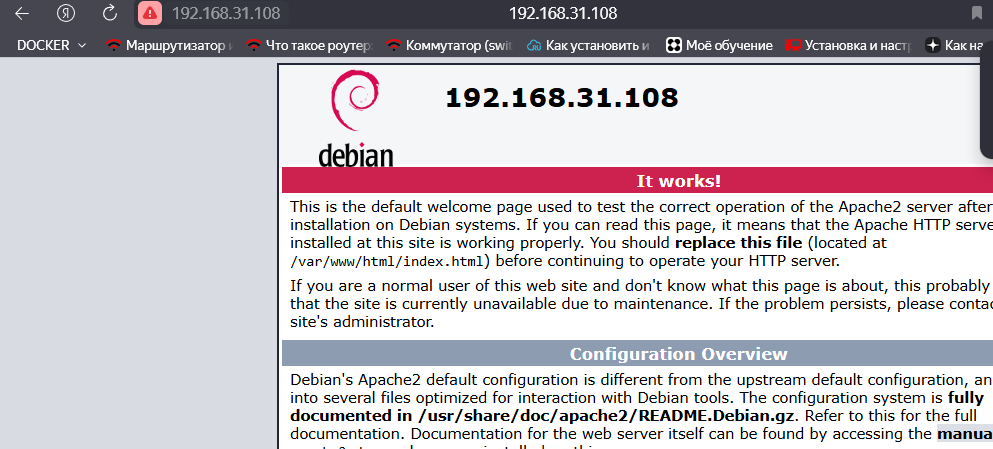 192.168.31.108 192.168.31.108
DOCKER Маршрутизатор Что такое роутер: Коммутатор (swit Как установить и Моё обучение Установка и наст Как на
192.168.31.108
debian
It works!
This is the default welcome page used to test the correct operation of the Apache2 server after
installation on Debian systems. If you can read this page, it means that the Apache HTTP serve
installed at this site is working properly. You should replace this file (located at
/var/www/html/index.html) before continuing to operate your HTTP server.
If you are a normal user of this web site and don't know what this page is about, this probably
that the site is currently unavailable due to maintenance. If the problem persists, please contac
site's administrator.
Configuration Overview
Debian's Apache2 default configuration is different from the upstream default configuration, an
into several files optimized for interaction with Debian tools. The configuration system is fully
documented in /usr/share/doc/apache2/README.Debian.gz. Refer to this for the full
documentation. Documentation for the web server itself can be found by accessing the manua